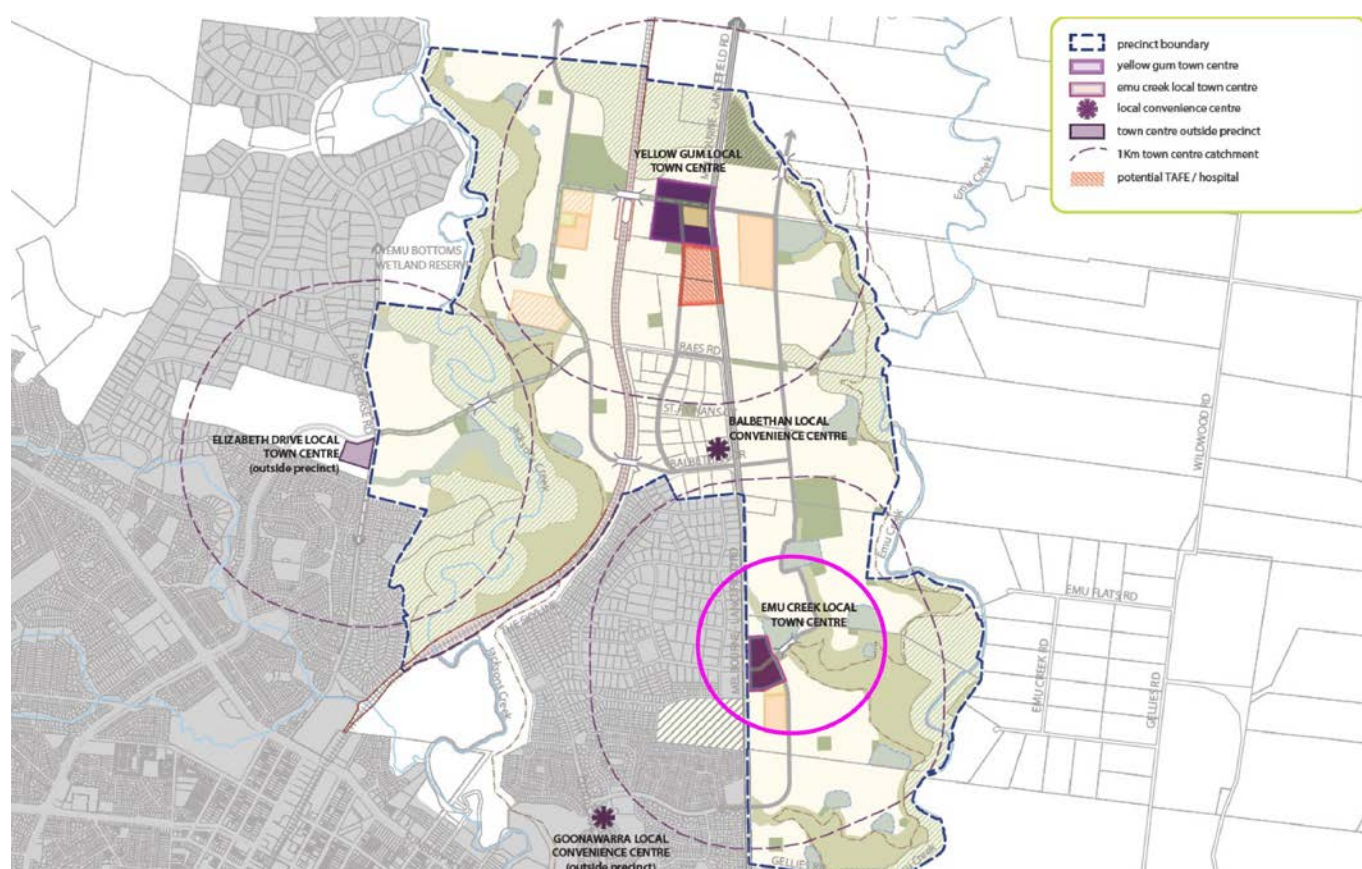 precinct boundary
yellow gum town centre
emu creek local town centre
local convenience centre
town centre outside precinct
1Km town centre catchment
potential TAFE / hospital
YELLOW GUM LOCAL
TOWN CENTRE
Emu Creek
EMU BOTTOMS
WETLAND RESERVE
RAES RD
WILDWOOD RD
BALBETHAN LOCAL
CONVENIENCE CENTRE
ELIZABETH DRIVE LOCAL
TOWN CENTRE
(outside precinct)
Emu Creek
EMU FLATS RD
EMU CREEK LOCAL
TOWN CENTRE
EMU CREEK RD
GELLIES RD
Jacksons Creek
GOONAWARRA LOCAL
CONVENIENCE CENTRE
(outside precinct)